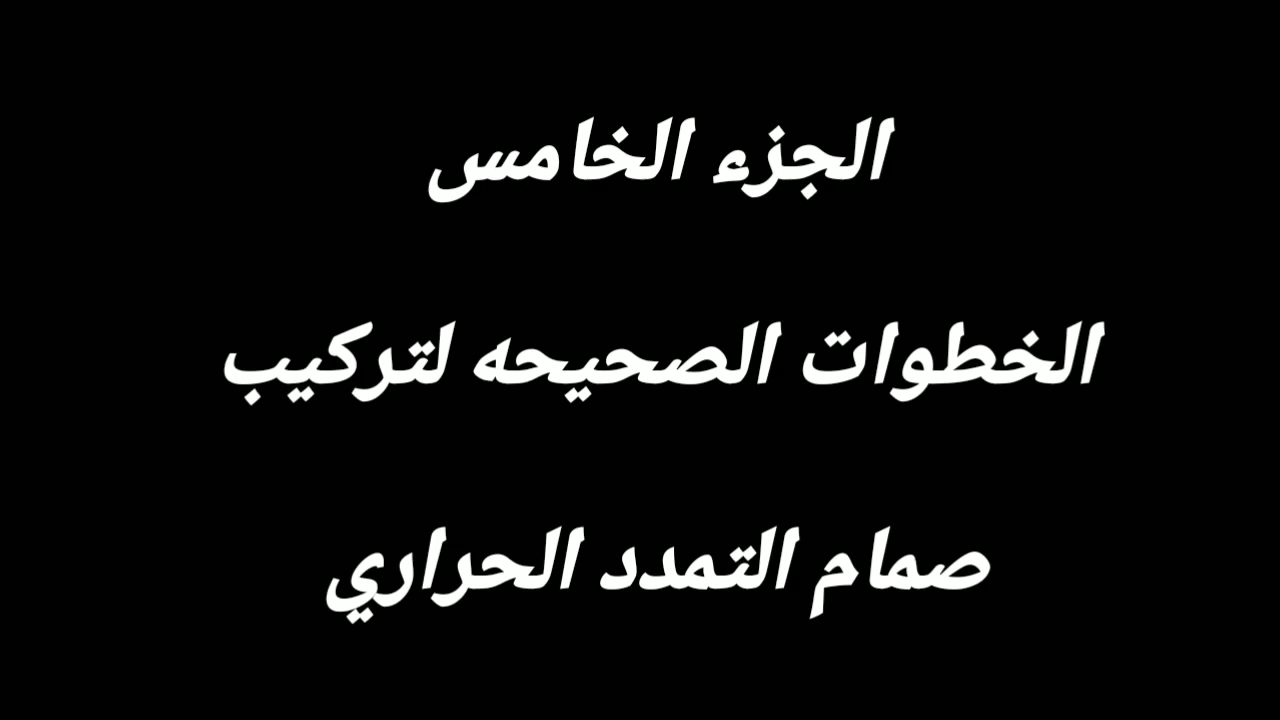 الجزء الخامس
الخطوات الصحيحه لتركيب
صمام التمدد الحراري